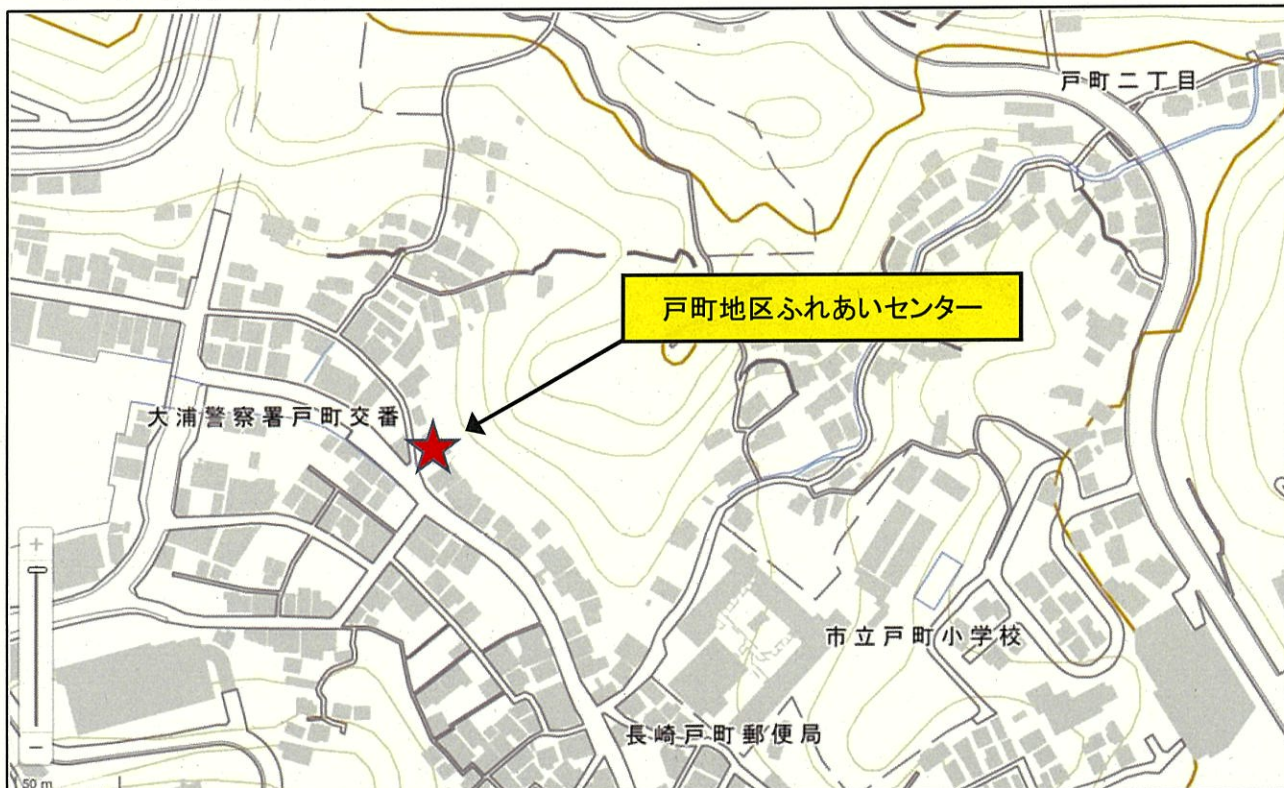 戸町二丁目
戸町地区ふれあいセンター
大浦警察署戸町交番
+
市立戸町小学校
長崎戸町郵便局
−
50 m